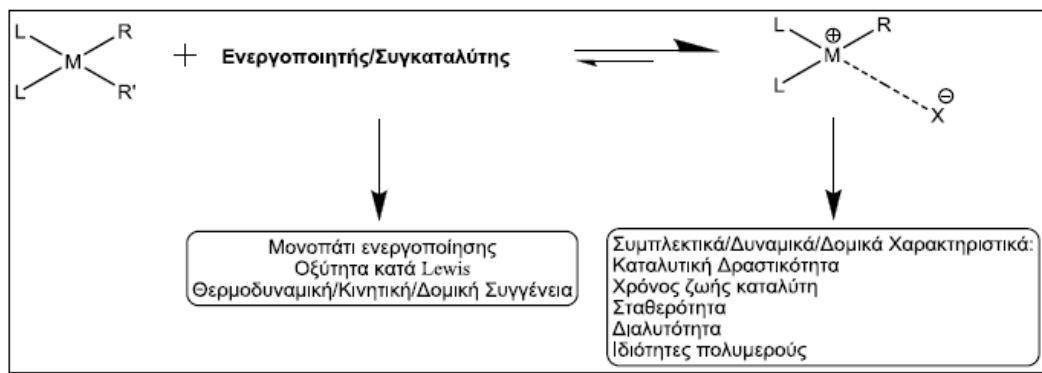 L R
M
L R'
+
Ενεργοποιητής/Συγκαταλύτης
L ⊕ R
M
L ⊖
X
Μονοπάτι ενεργοποίησης
Οξύτητα κατά Lewis
Θερμοδυναμική/Κινητική/Δομική Συγγένεια
Συμπλεκτικά/Δυναμικά/Δομικά Χαρακτηριστικά:
Καταλυτική Δραστικότητα
Χρόνος ζωής καταλύτη
Σταθερότητα
Διαλυτότητα
Ιδιότητες πολυμερούς